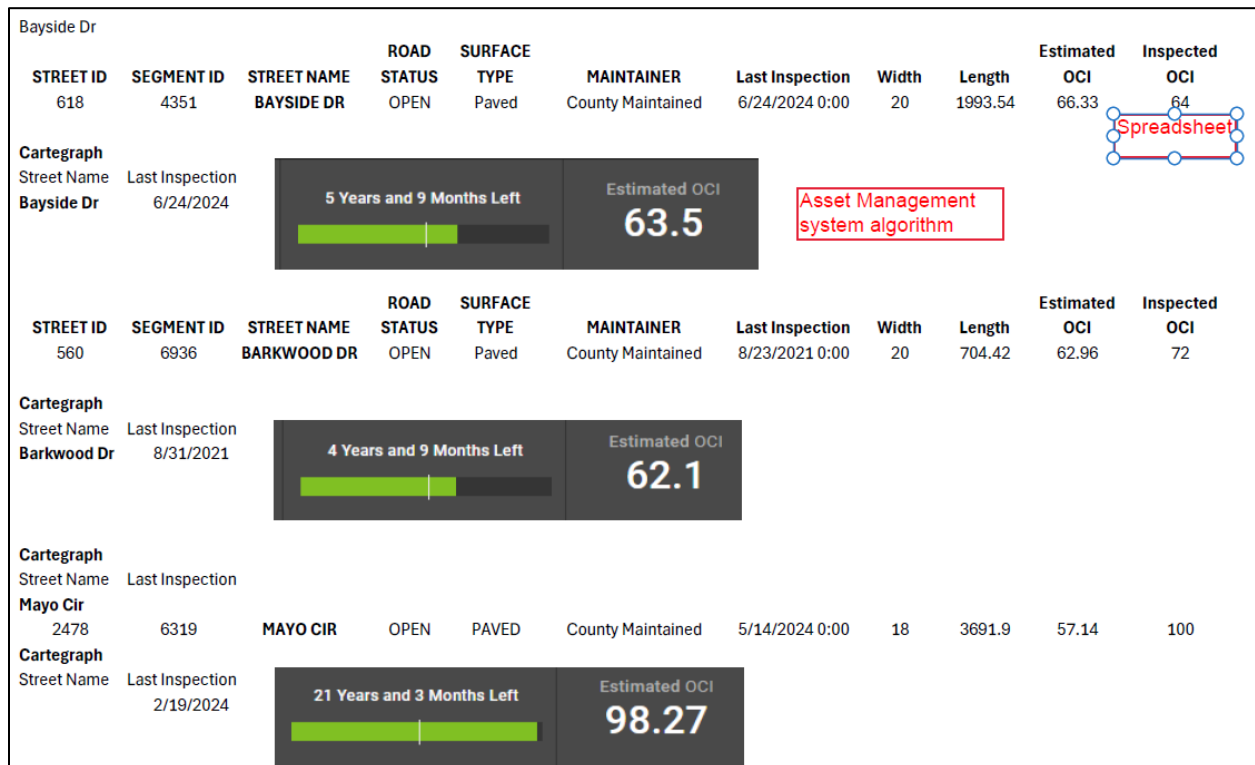 Bayside Dr
ROAD SURFACE Estimated Inspected
STREET ID SEGMENT ID STREET NAME STATUS TYPE MAINTAINER Last Inspection Width Length OCI OCI
618 4351 BAYSIDE DR OPEN Paved County Maintained 6/24/2024 0:00 20 1993.54 66.33 64
Spreadsheet
Cartegraph
Street Name Last Inspection
Bayside Dr 6/24/2024
5 Years and 9 Months Left
Estimated OCI
63.5
Asset Management
system algorithm
ROAD SURFACE Estimated Inspected
STREET ID SEGMENT ID STREET NAME STATUS TYPE MAINTAINER Last Inspection Width Length OCI OCI
560 6936 BARKWOOD DR OPEN Paved County Maintained 8/23/2021 0:00 20 704.42 62.96 72
Cartegraph
Street Name Last Inspection
Barkwood Dr 8/31/2021
4 Years and 9 Months Left
Estimated OCI
62.1
Cartegraph
Street Name Last Inspection
Mayo Cir
2478 6319 MAYO CIR OPEN PAVED County Maintained 5/14/2024 0:00 18 3691.9 57.14 100
Cartegraph
Street Name Last Inspection
2/19/2024
21 Years and 3 Months Left
Estimated OCI
98.27